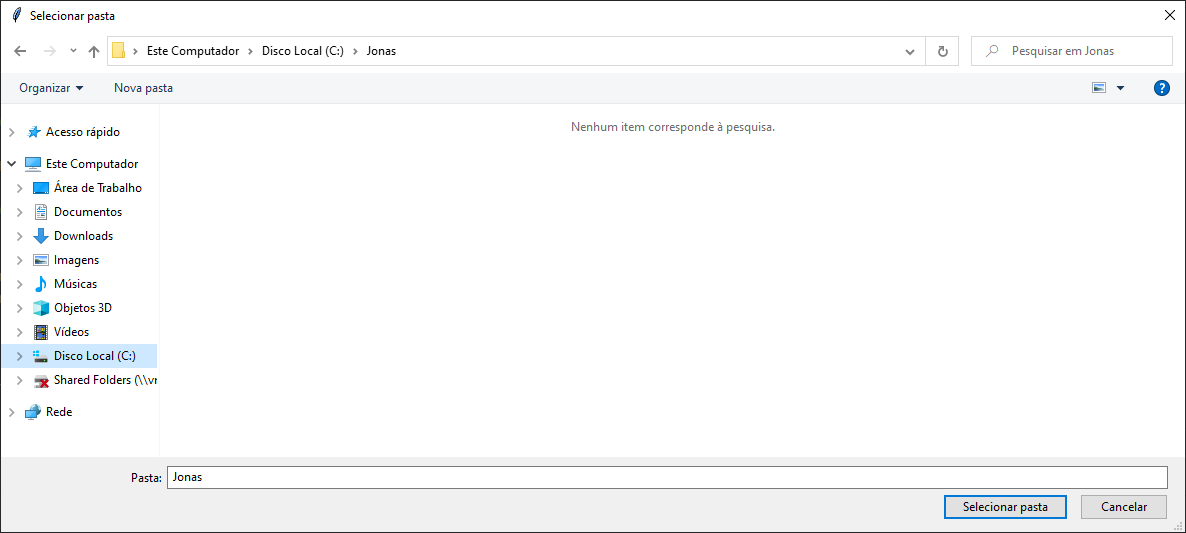 Selecionar pasta
Este Computador > Disco Local (C:) > Jonas
Pesquisar em Jonas
Organizar
Nova pasta
Nenhum item corresponde à pesquisa.
Acesso rápido
Este Computador
Área de Trabalho
Documentos
Downloads
Imagens
Músicas
Objetos 3D
Vídeos
Disco Local (C:)
Shared Folders (\\vr
Rede
Pasta: Jonas
Selecionar pasta
Cancelar